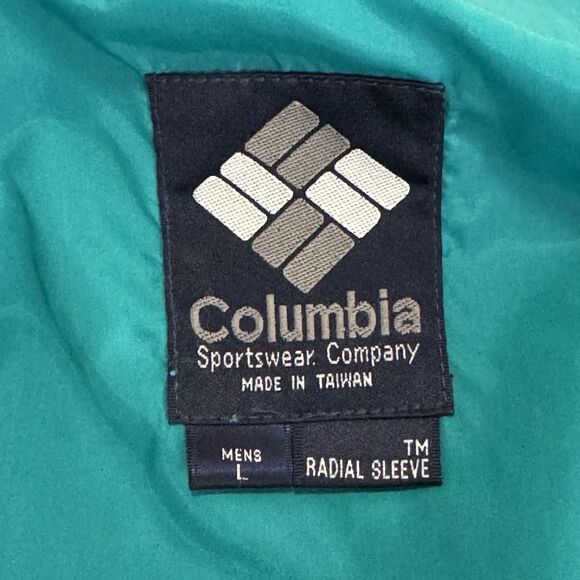 Columbia
Sportswear Company
MADE IN TAIWAN
MENS
L
TM
RADIAL SLEEVE